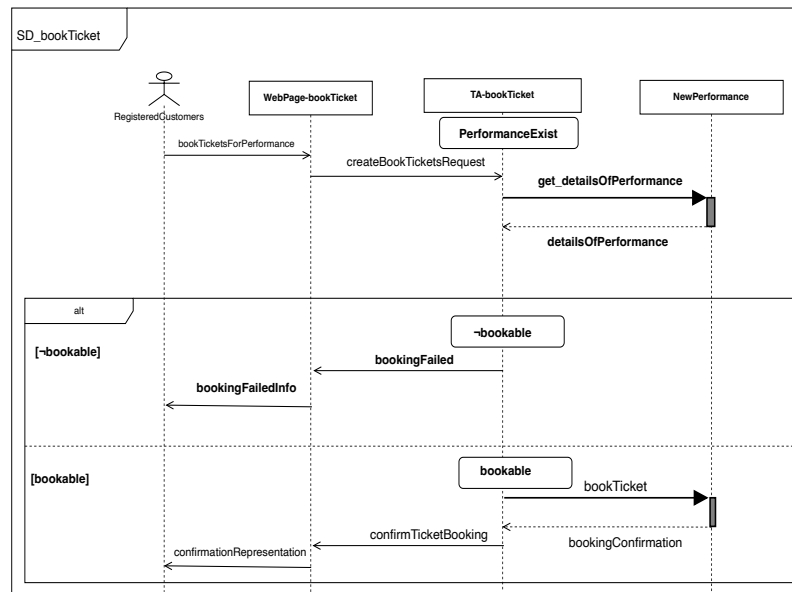 SD_bookTicket
WebPage-bookTicket
TA-bookTicket
NewPerformance
RegisteredCustomers
PerformanceExist
bookTicketsForPerformance
createBookTicketsRequest
get_detailsOfPerformance
detailsOfPerformance
alt
¬bookable
[¬bookable]
bookingFailed
bookingFailedInfo
bookable
[bookable]
bookTicket
confirmTicketBooking
bookingConfirmation
confirmationRepresentation